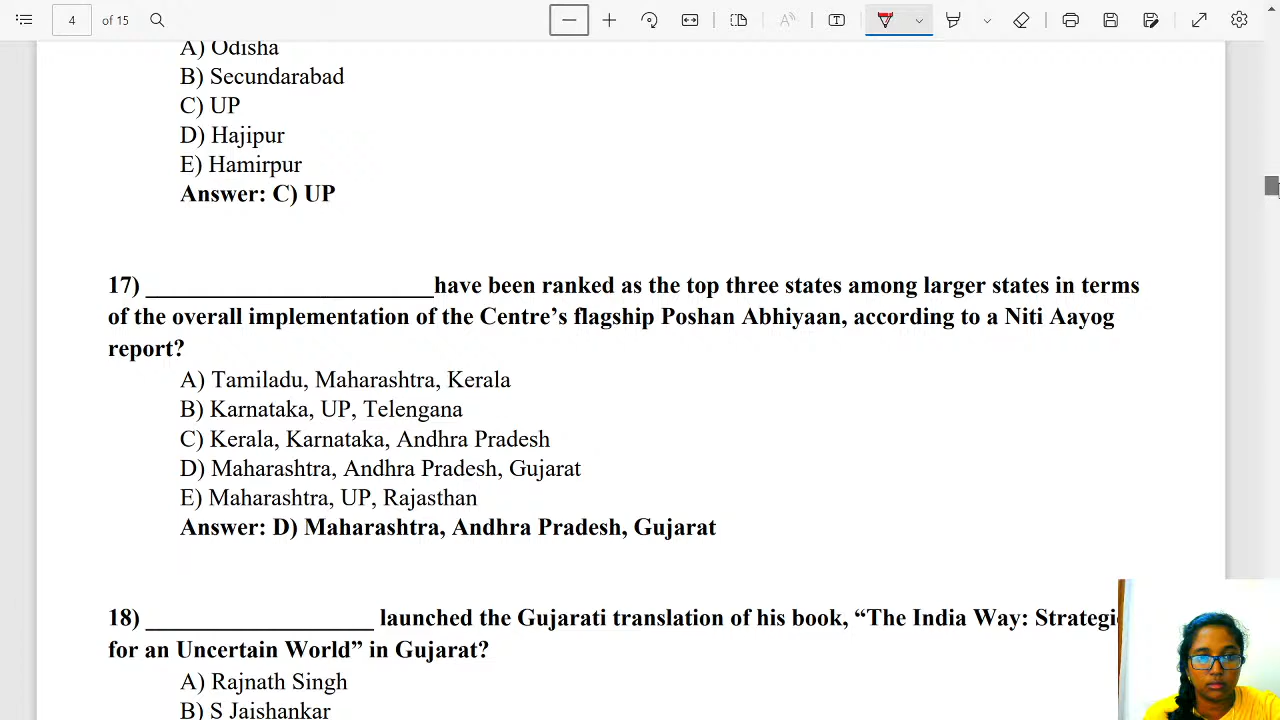 4 of 15
A) Odisha
B) Secundarabad
C) UP
D) Hajipur
E) Hamirpur
Answer: C) UP
17) ________________________have been ranked as the top three states among larger states in terms
of the overall implementation of the Centre’s flagship Poshan Abhiyaan, according to a Niti Aayog
report?
A) Tamiladu, Maharashtra, Kerala
B) Karnataka, UP, Telengana
C) Kerala, Karnataka, Andhra Pradesh
D) Maharashtra, Andhra Pradesh, Gujarat
E) Maharashtra, UP, Rajasthan
Answer: D) Maharashtra, Andhra Pradesh, Gujarat
18) ___________________ launched the Gujarati translation of his book, “The India Way: Strategi
for an Uncertain World” in Gujarat?
A) Rajnath Singh
B) S Jaishankar